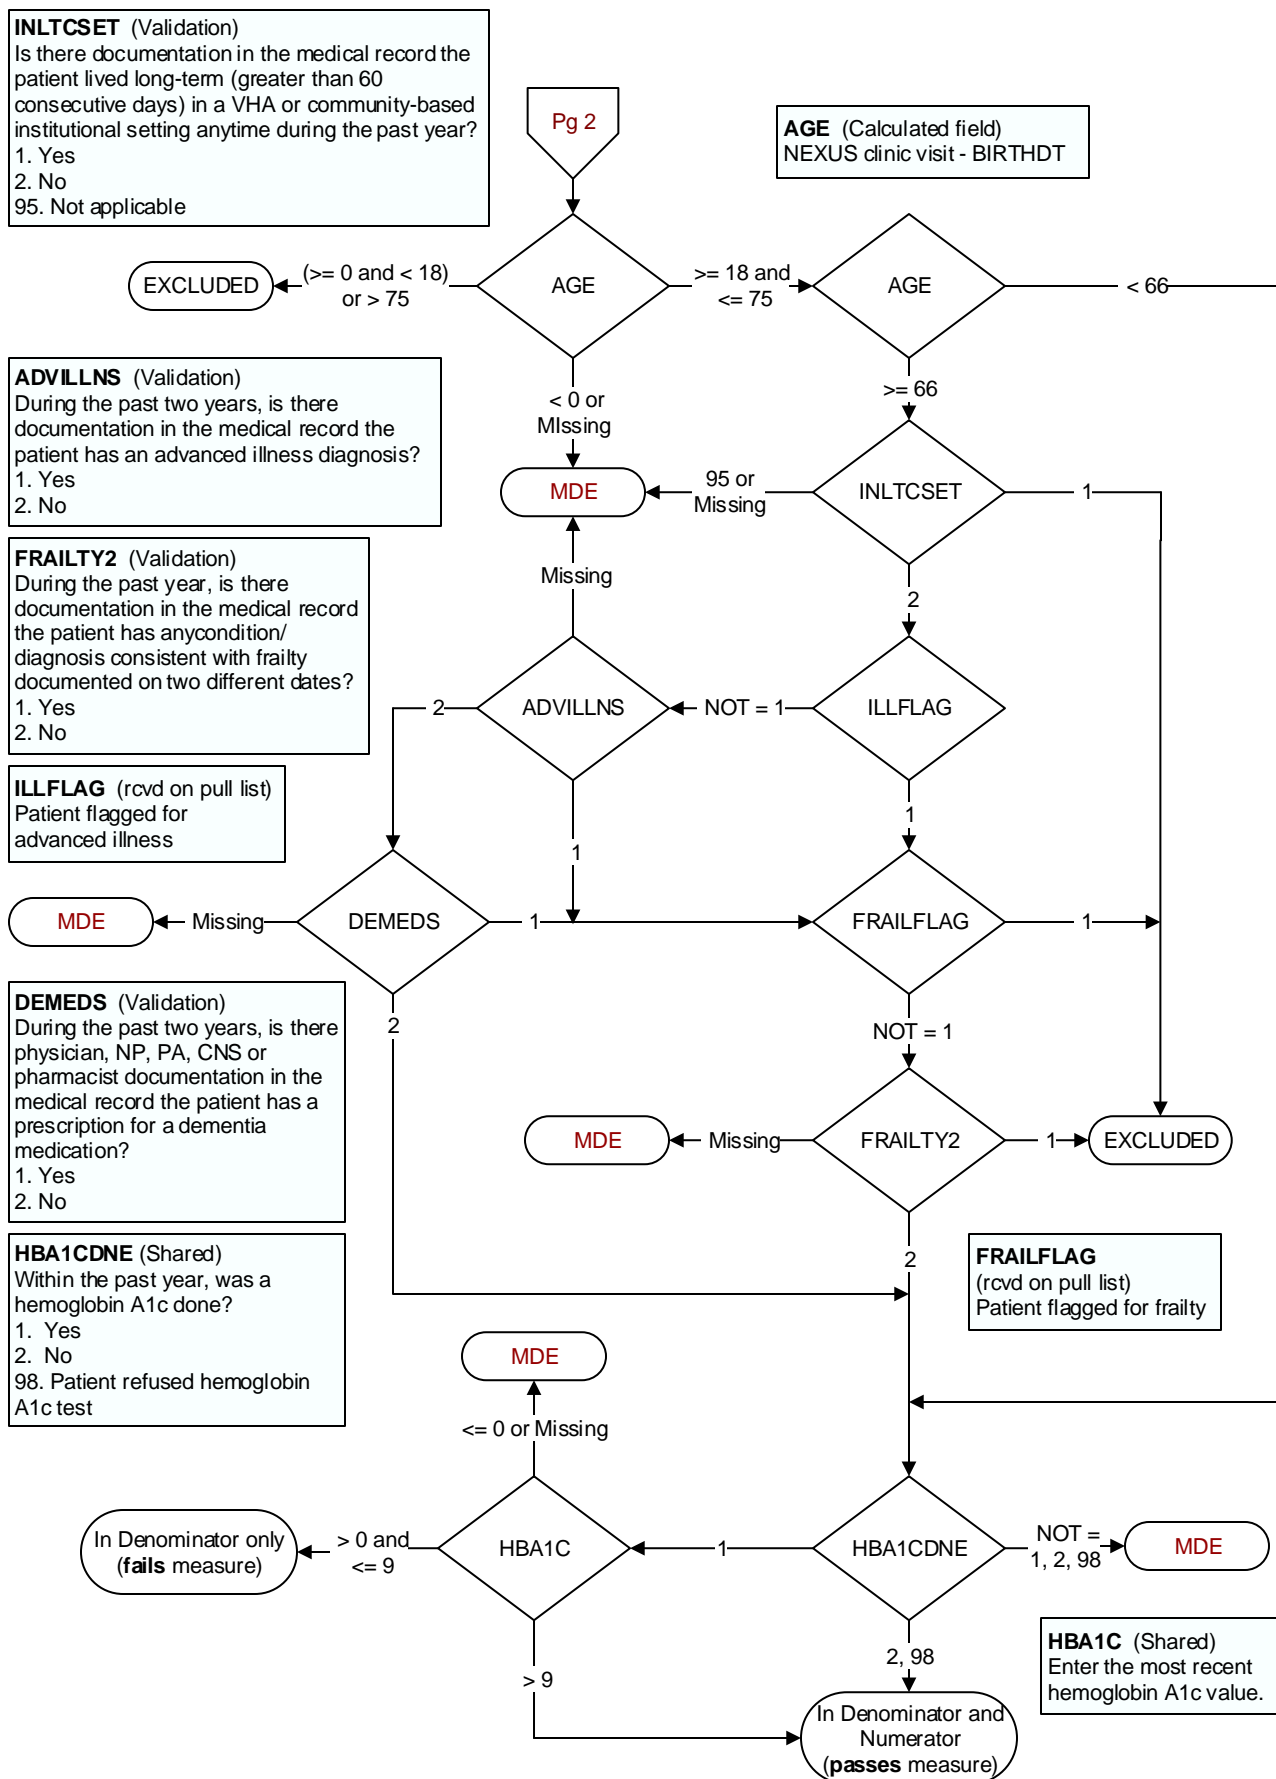 INLTCSET (Validation)
Is there documentation in the medical record the
patient lived long-term (greater than 60
consecutive days) in a VHA or community-based
institutional setting anytime during the past year?
1. Yes
2. No
95. Not applicable
Pg 2
AGE (Calculated field)
NEXUS clinic visit - BIRTHDT
EXCLUDED
(>= 0 and < 18)
or > 75
AGE
>= 18 and
<= 75
AGE
< 66
ADVILLNS (Validation)
During the past two years, is there
documentation in the medical record the
patient has an advanced illness diagnosis?
1. Yes
2. No
< 0 or
MIssing
>= 66
MDE
95 or
Missing
INLTCSET
1
FRAILTY2 (Validation)
During the past year, is there
documentation in the medical record
the patient has anycondition/
diagnosis consistent with frailty
documented on two different dates?
1. Yes
2. No
Missing
2
2
ADVILLNS
NOT = 1
ILLFLAG
ILLFLAG (rcvd on pull list)
Patient flagged for
advanced illness
1
1
MDE
Missing
DEMEDS
1
FRAILFLAG
1
DEMEDS (Validation)
During the past two years, is there
physician, NP, PA, CNS or
pharmacist documentation in the
medical record the patient has a
prescription for a dementia
medication?
1. Yes
2. No
2
NOT = 1
MDE
Missing
FRAILTY2
1
EXCLUDED
HBA1CDNE (Shared)
Within the past year, was a
hemoglobin A1c done?
1. Yes
2. No
98. Patient refused hemoglobin
A1c test
2
FRAILFLAG
(rcvd on pull list)
Patient flagged for frailty
MDE
<= 0 or Missing
In Denominator only
(fails measure)
> 0 and
<= 9
HBA1C
1
HBA1CDNE
NOT =
1, 2, 98
MDE
HBA1C (Shared)
Enter the most recent
hemoglobin A1c value.
> 9
2, 98
In Denominator and
Numerator
(passes measure)